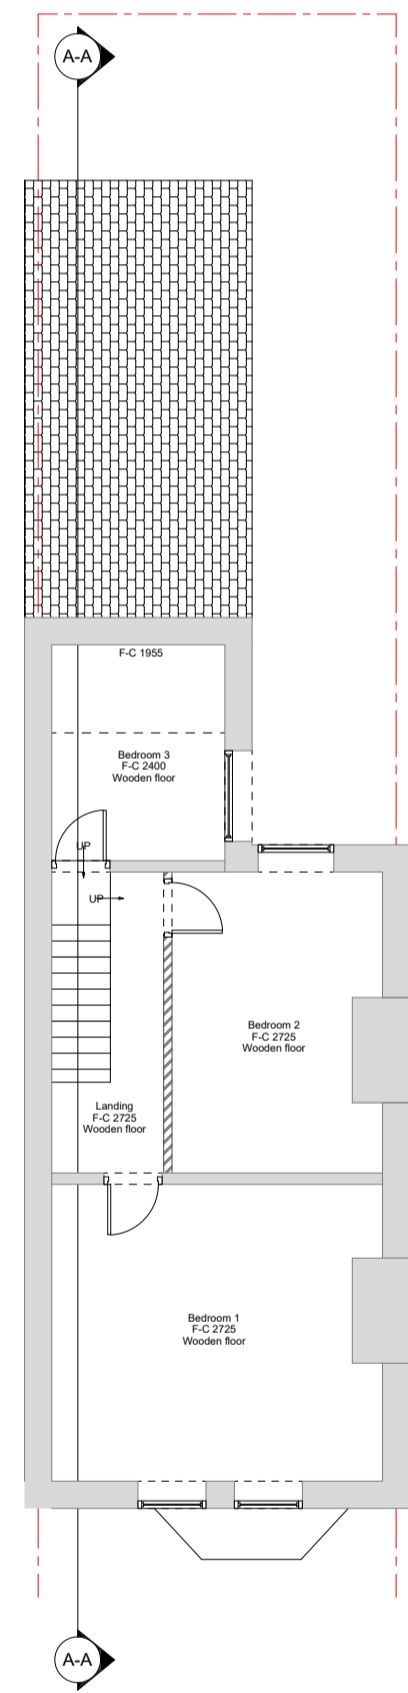 A-A
F-C 1955
Bedroom 3
F-C 2400
Wooden floor
UP
UP
Bedroom 2
F-C 2725
Wooden floor
Landing
F-C 2725
Wooden floor
Bedroom 1
F-C 2725
Wooden floor
A-A